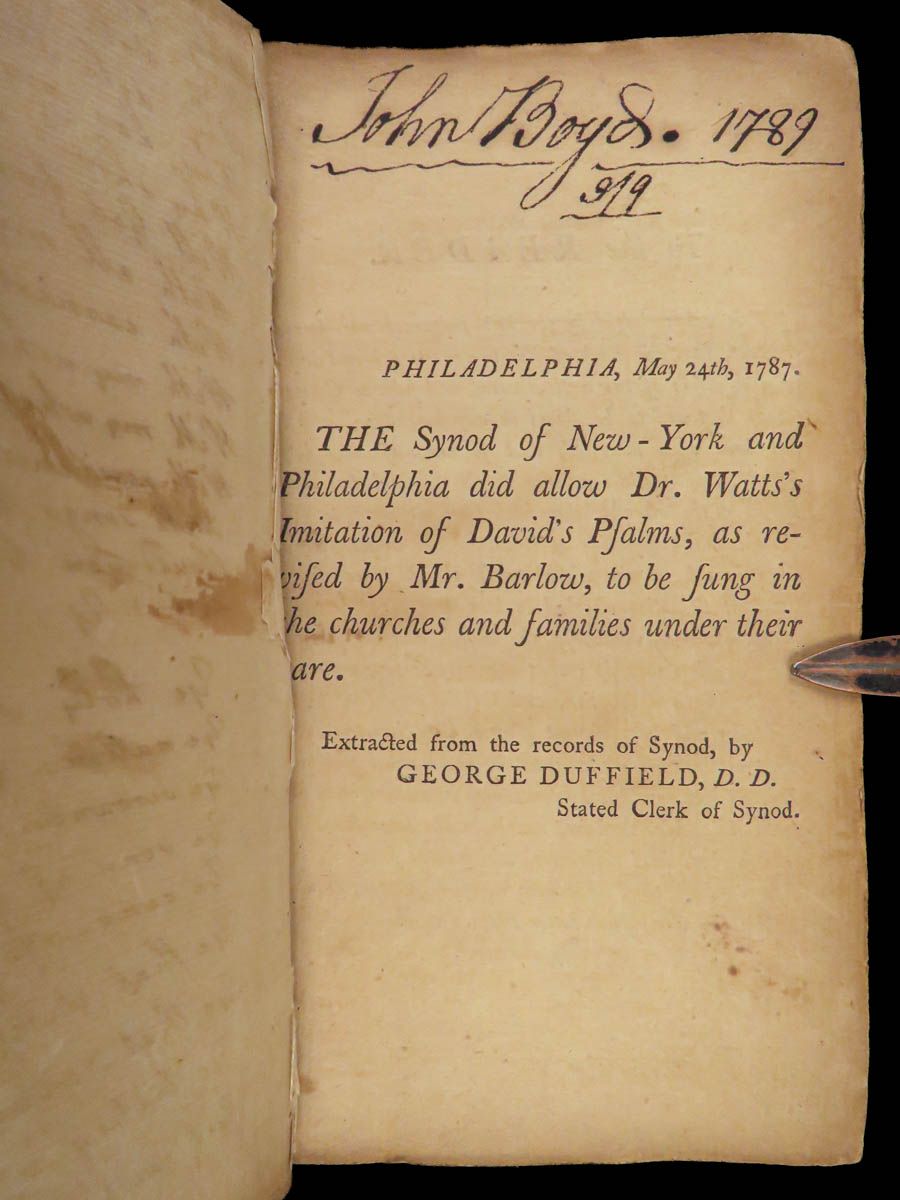 John Boyd. 1789
3/9
PHILADELPHIA, May 24th, 1787.
THE Synod of New-York and
Philadelphia did allow Dr. Watts's
Imitation of David's Pſalms, as re-
viſed by Mr. Barlow, to be ſung in
the churches and families under their
are.
Extracted from the records of Synod, by
GEORGE DUFFIELD, D. D.
Stated Clerk of Synod.